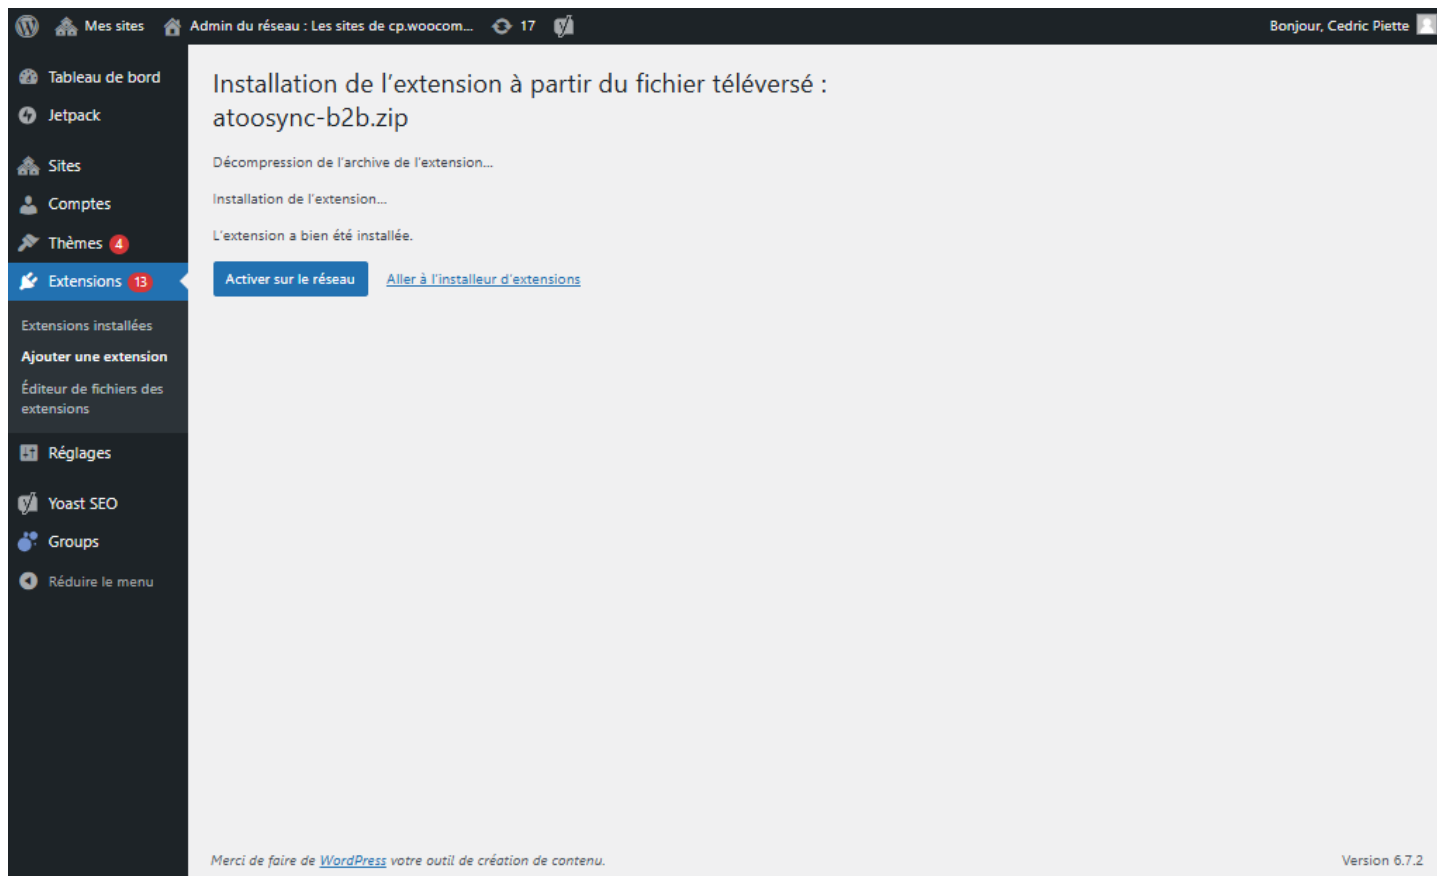 Mes sites Admin du réseau : Les sites de cp.woocom... 17 Bonjour, Cedric Piette
Tableau de bord
Jetpack
Sites
Comptes
Thèmes 4
Extensions 13
Extensions installées
Ajouter une extension
Éditeur de fichiers des
extensions
Réglages
Yoast SEO
Groups
Réduire le menu
Installation de l’extension à partir du fichier téléversé :
atoosync-b2b.zip
Décompression de l’archive de l’extension…
Installation de l’extension…
L’extension a bien été installée.
Activer sur le réseau Aller à l’installeur d’extensions
Merci de faire de WordPress votre outil de création de contenu. Version 6.7.2